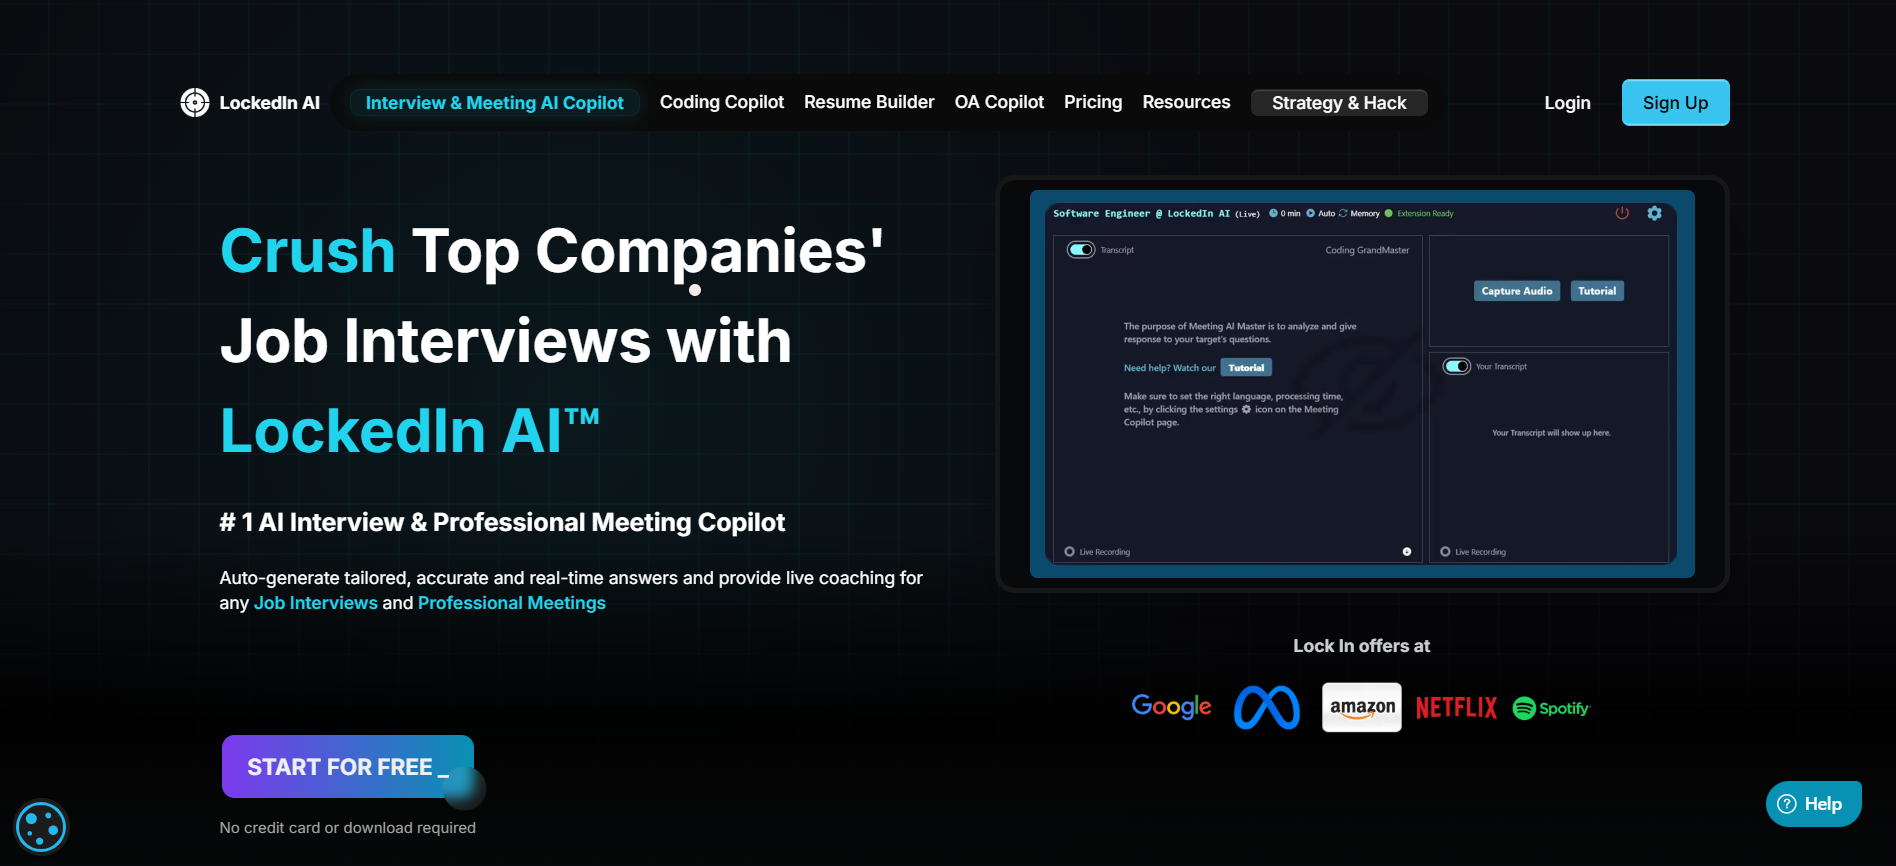 LockedIn AI
Interview & Meeting AI Copilot
Coding Copilot
Resume Builder
OA Copilot
Pricing
Resources
Strategy & Hack
Login
Sign Up
Crush Top Companies'
Job Interviews with
LockedIn AI™
# 1 AI Interview & Professional Meeting Copilot
Auto-generate tailored, accurate and real-time answers and provide live coaching for
any Job Interviews and Professional Meetings
START FOR FREE _
No credit card or download required
Software Engineer @ LockedIn AI (Live) 0 min Auto Memory Extension Ready
Transcript
Coding GrandMaster
The purpose of Meeting AI Master is to analyze and give
response to your target's questions.
Need help? Watch our Tutorial
Make sure to set the right language, processing time,
etc., by clicking the settings icon on the Meeting
Copilot page.
Live Recording
Capture Audio
Tutorial
Your Transcript
Your Transcript will show up here.
Live Recording
Lock In offers at
Google
amazon
NETFLIX
Spotify
? Help